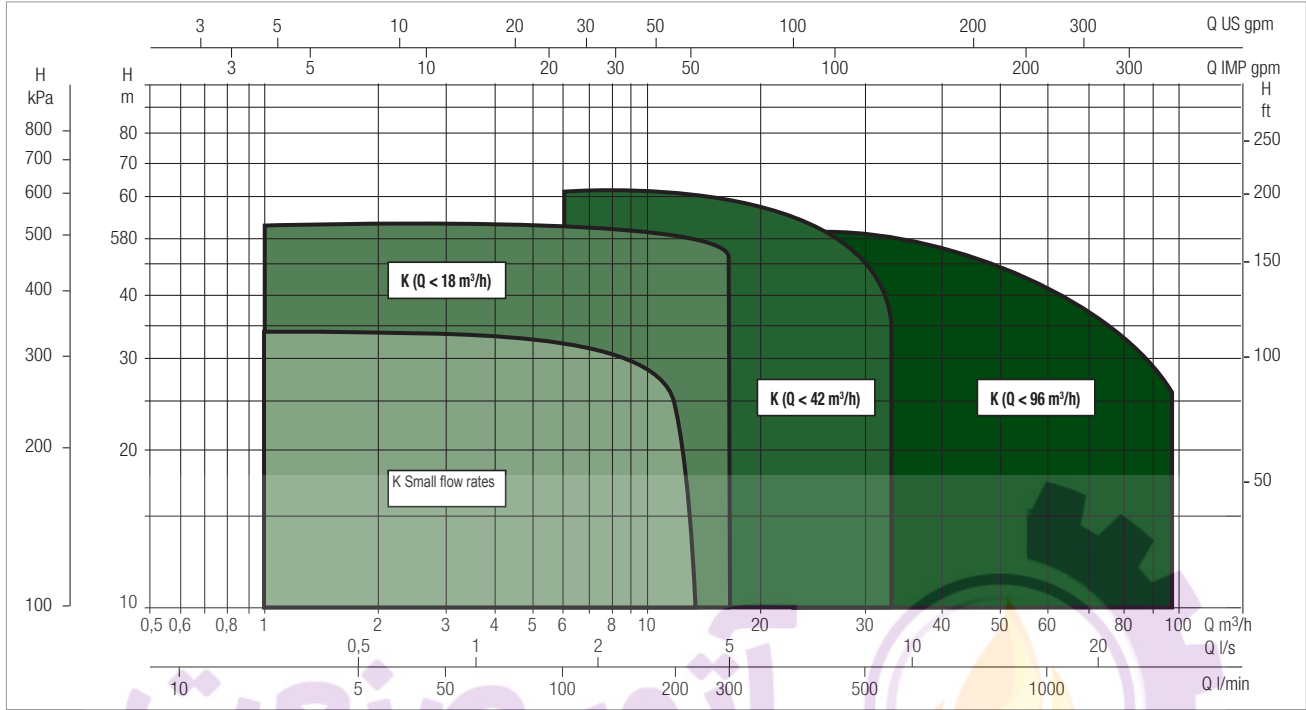 3 5 10 20 30 50 100 200 300 Q US gpm
3 5 10 20 30 50 100 200 300 Q IMP gpm
H kPa
H m
H ft
800
700
600
500
400
300
200
100
80
70
60
580
40
30
20
10
250
200
150
100
50
K (Q < 18 m³/h)
K (Q < 42 m³/h)
K (Q < 96 m³/h)
K Small flow rates
0,5 0,6 0,8 1 2 3 4 5 6 8 10 20 30 40 50 60 80 100 Q m³/h
0,5 1 2 5 10 20 Q l/s
10 5 50 100 200 300 500 1000 Q l/min